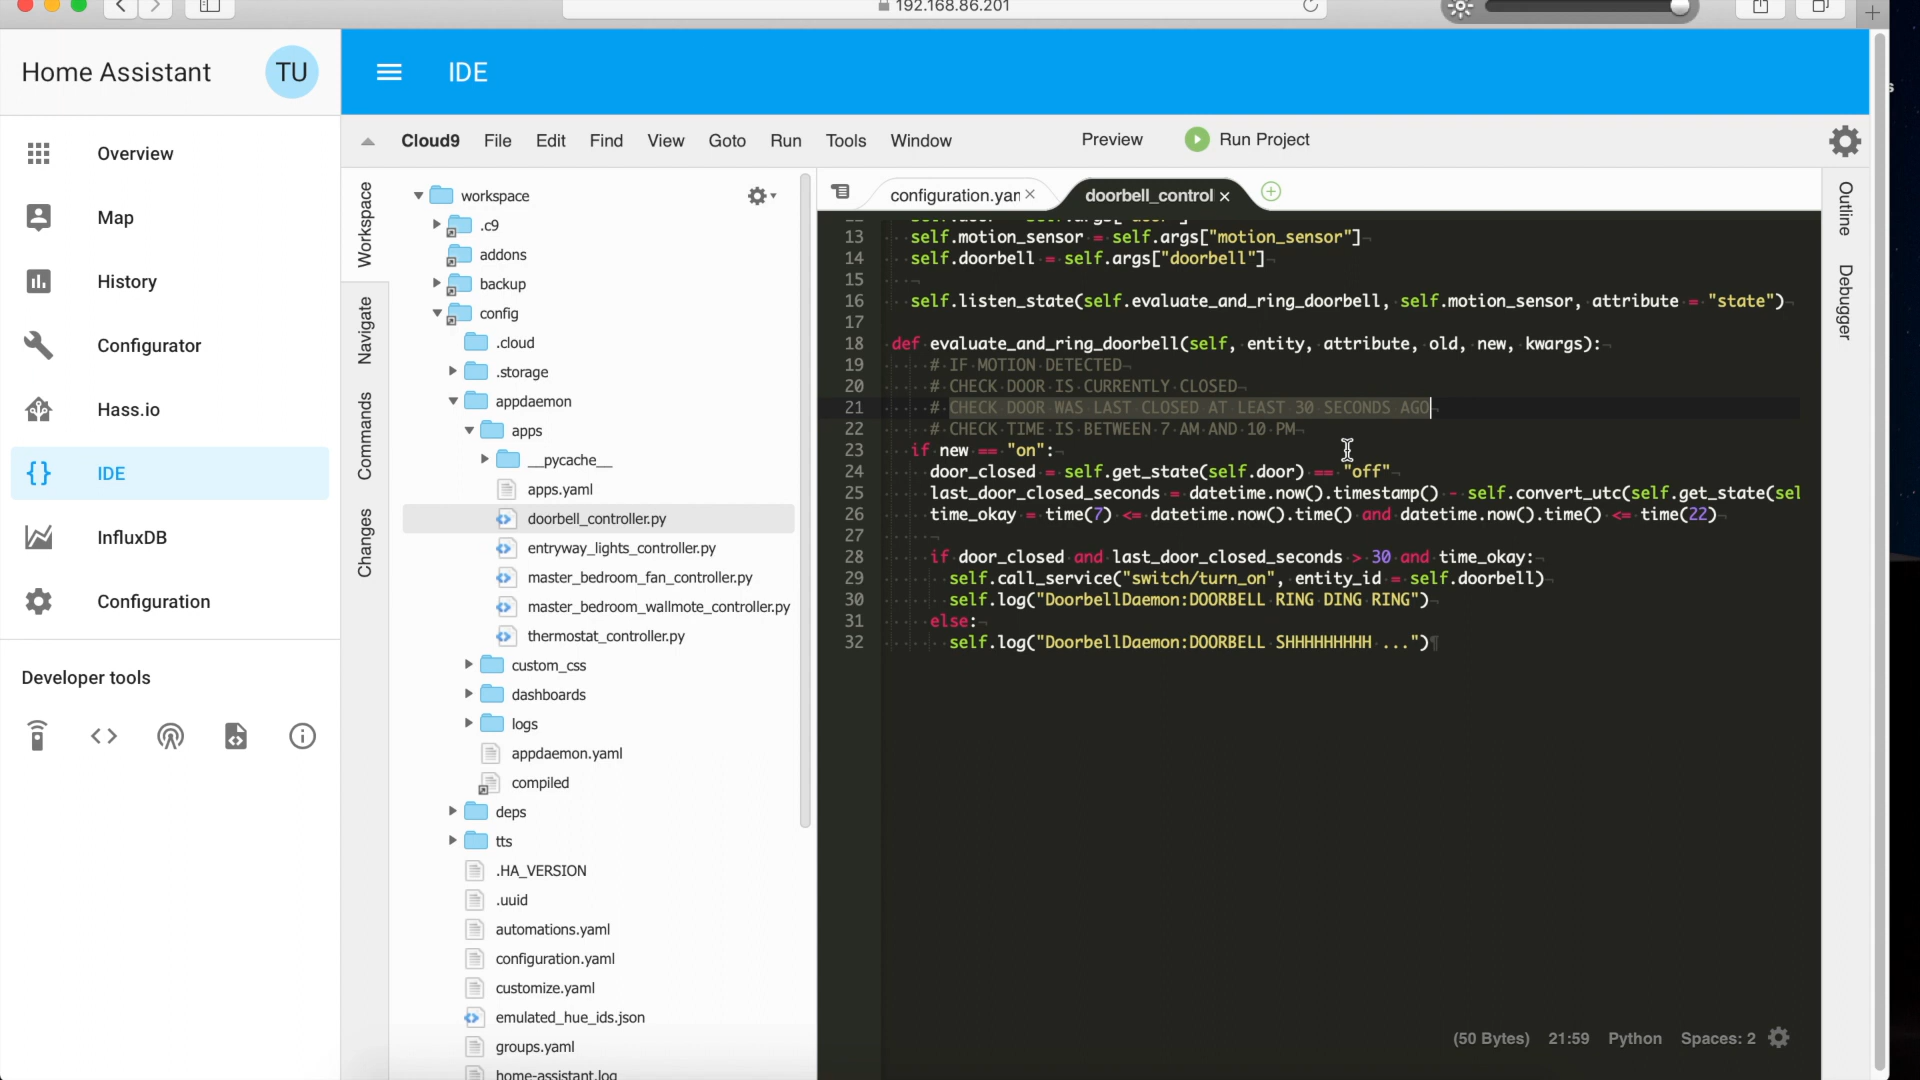 192.168.86.201
Home Assistant
TU
IDE
Overview
Map
History
Configurator
Hass.io
IDE
InfluxDB
Configuration
Developer tools
Cloud9 File Edit Find View Goto Run Tools Window Preview Run Project
Workspace
Navigate
Commands
Changes
workspace
.c9
addons
backup
config
.cloud
.storage
appdaemon
apps
__pycache__
apps.yaml
doorbell_controller.py
entryway_lights_controller.py
master_bedroom_fan_controller.py
master_bedroom_wallmote_controller.py
thermostat_controller.py
custom_css
dashboards
logs
appdaemon.yaml
compiled
deps
tts
.HA_VERSION
.uuid
automations.yaml
configuration.yaml
customize.yaml
emulated_hue_ids.json
groups.yaml
home-assistant.log
configuration.yar
doorbell_control
13 self.motion_sensor = self.args["motion_sensor"]
14 self.doorbell = self.args["doorbell"]
15
16 self.listen_state(self.evaluate_and_ring_doorbell, self.motion_sensor, attribute = "state")
17
18 def evaluate_and_ring_doorbell(self, entity, attribute, old, new, kwargs):
19 # IF MOTION DETECTED
20 # CHECK DOOR IS CURRENTLY CLOSED
21 # CHECK DOOR WAS LAST CLOSED AT LEAST 30 SECONDS AGO
22 # CHECK TIME IS BETWEEN 7 AM AND 10 PM
23 if new == "on":
24 door_closed = self.get_state(self.door) == "off"
25 last_door_closed_seconds = datetime.now().timestamp() - self.convert_utc(self.get_state(sel
26 time_okay = time(7) <= datetime.now().time() and datetime.now().time() <= time(22)
27
28 if door_closed and last_door_closed_seconds > 30 and time_okay:
29 self.call_service("switch/turn_on", entity_id = self.doorbell)
30 self.log("DoorbellDaemon:DOORBELL RING DING RING")
31 else:
32 self.log("DoorbellDaemon:DOORBELL SHHHHHHHHH ...")
(50 Bytes) 21:59 Python Spaces: 2
Outline
Debugger